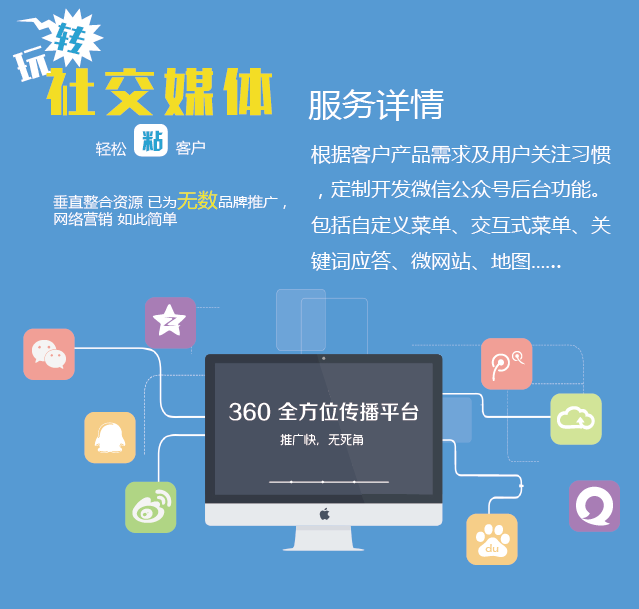 玩转
社交媒体
轻松 粘 客户
垂直整合资源 已为无数品牌推广，
网络营销 如此简单
服务详情
根据客户产品需求及用户关注习惯
，定制开发微信公众号后台功能。
包括自定义菜单、交互式菜单、关
键词应答、微网站、地图......
360 全方位传播平台
推广快，无死角
du